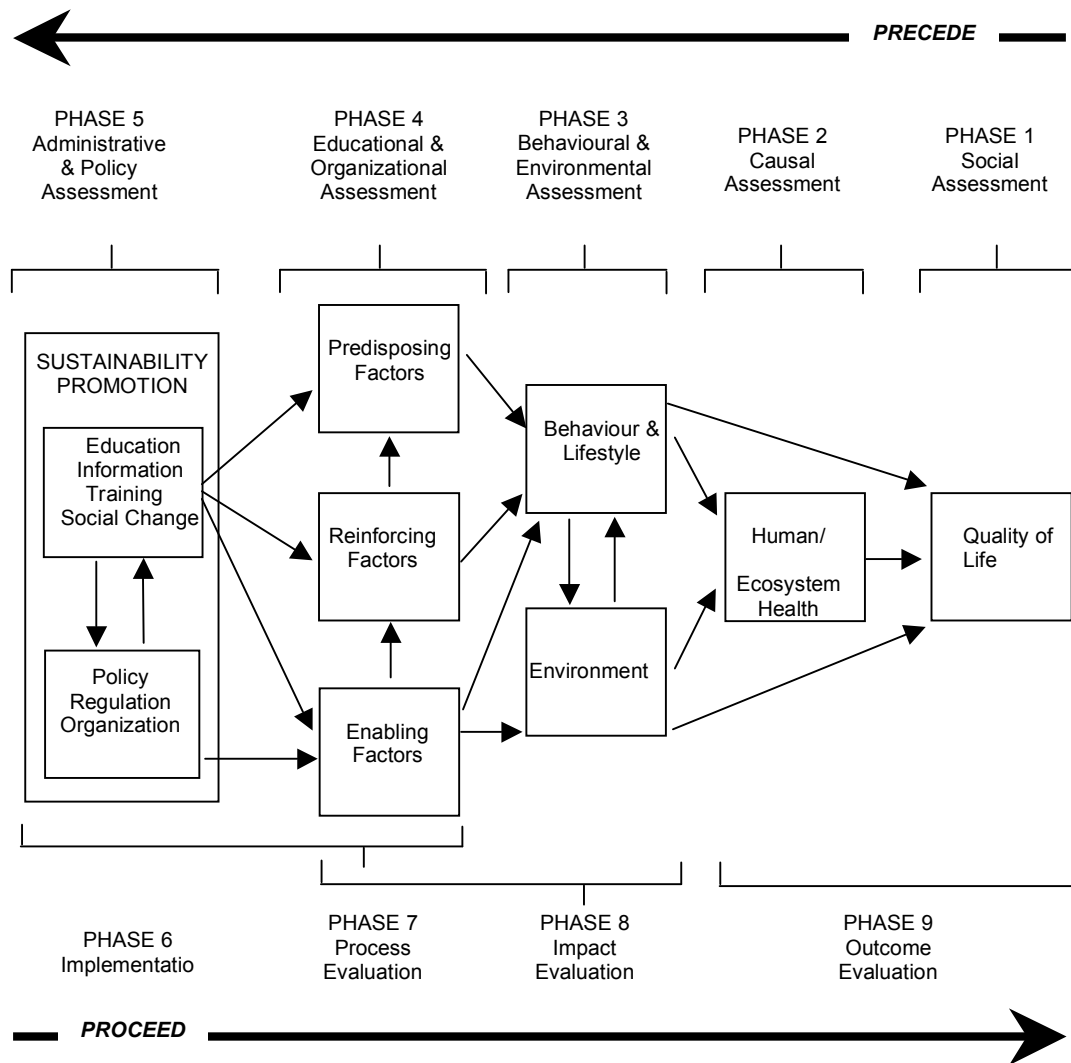 PRECEDE
PHASE 5
Administrative
& Policy
Assessment
PHASE 4
Educational &
Organizational
Assessment
PHASE 3
Behavioural &
Environmental
Assessment
PHASE 2
Causal
Assessment
PHASE 1
Social
Assessment
SUSTAINABILITY
PROMOTION
Education
Information
Training
Social Change
Policy
Regulation
Organization
Predisposing
Factors
Reinforcing
Factors
Enabling
Factors
Behaviour &
Lifestyle
Environment
Human/
Ecosystem
Health
Quality of
Life
PHASE 6
Implementatio
PHASE 7
Process
Evaluation
PHASE 8
Impact
Evaluation
PHASE 9
Outcome
Evaluation
PROCEED